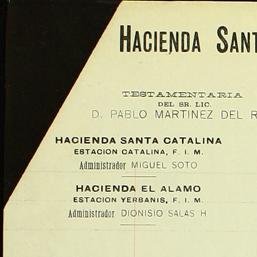 HACIENDA SANT
TESTAMENTARIA
DEL SR. LIC.
D. PABLO MARTINEZ DEL R
HACIENDA SANTA CATALINA
ESTACION CATALINA, F. I. M.
Administrador MIGUEL SOTO
HACIENDA EL ALAMO
ESTACION YERBANIS, F. I. M.
Administrador DIONISIO SALAS H